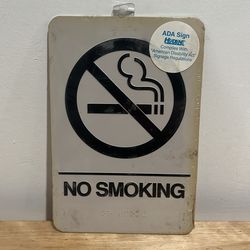 ADA Sign
Complies With
"American Disability Act"
Signage Regulations
NO SMOKING